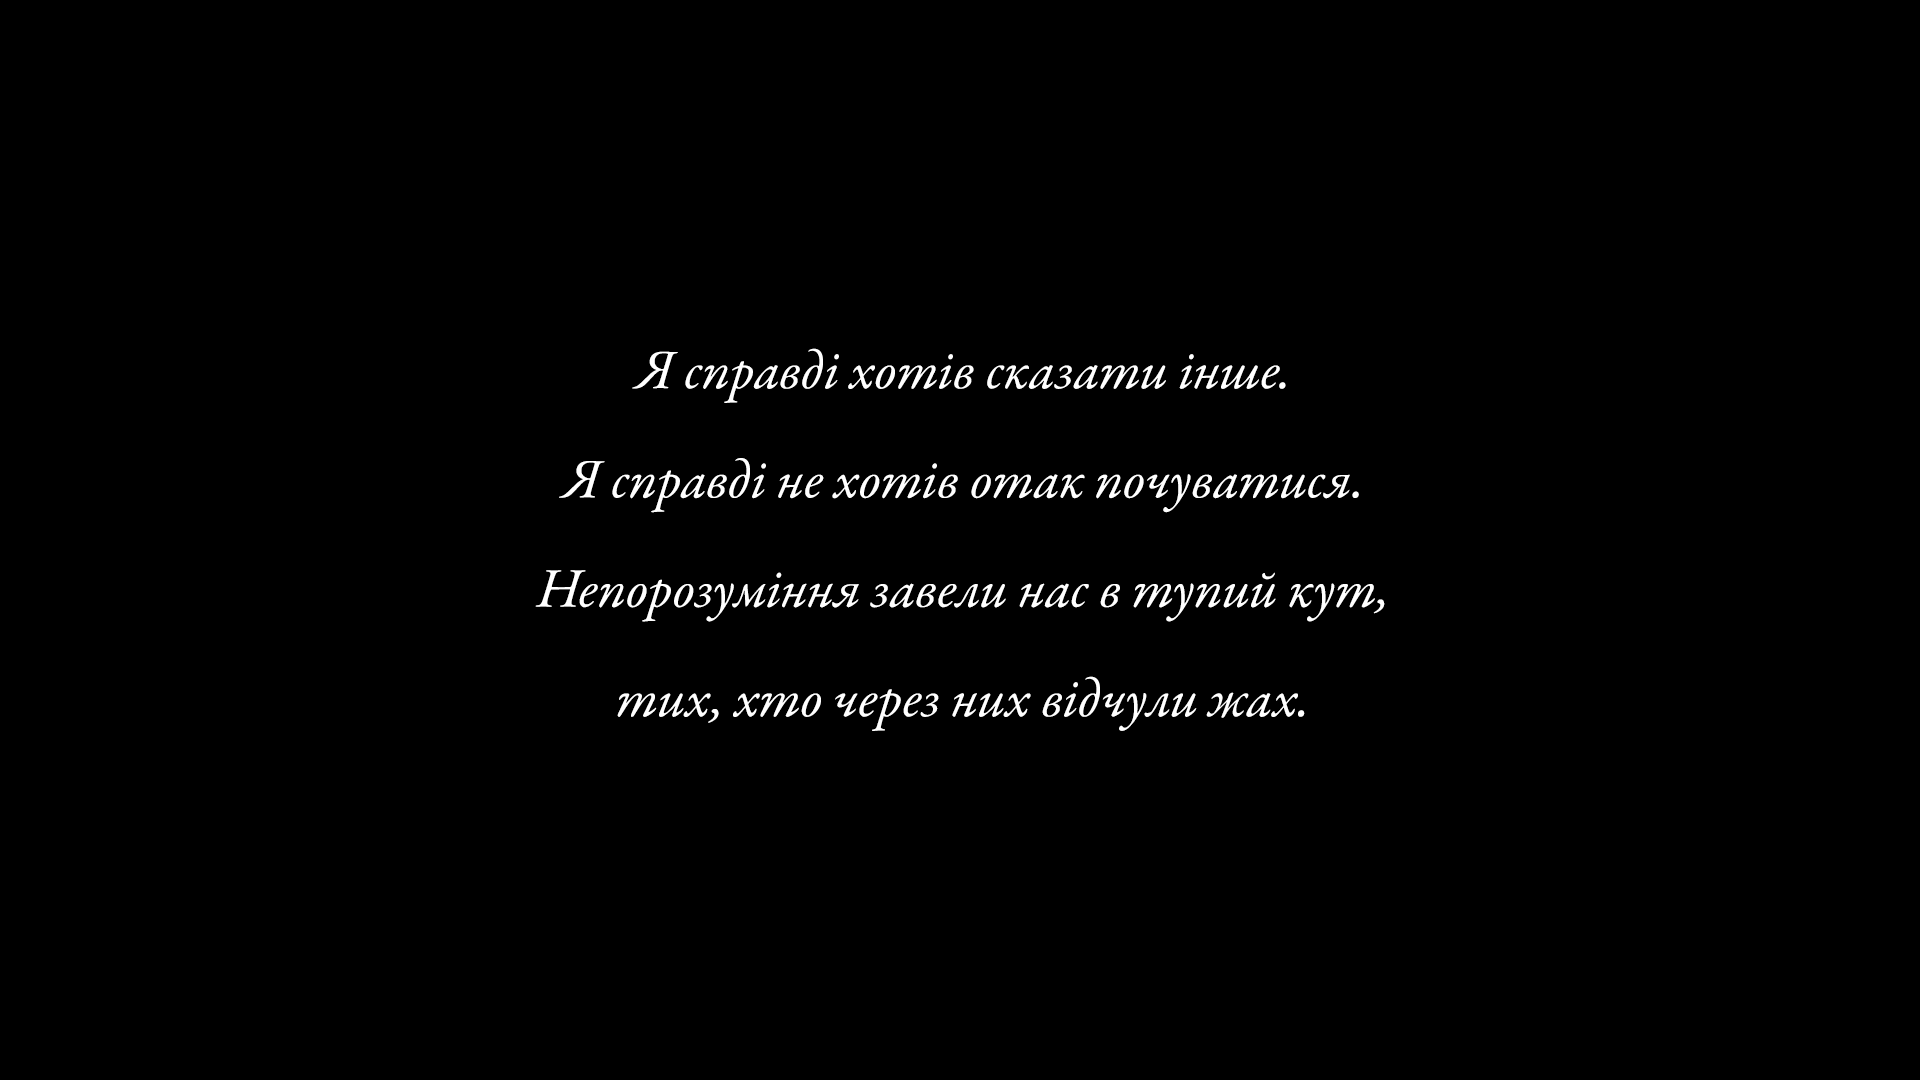 Я справді хотів сказати інше.
Я справді не хотів отак почуватися.
Непорозуміння завели нас в тупий кут,
тих, хто через них відчули жах.